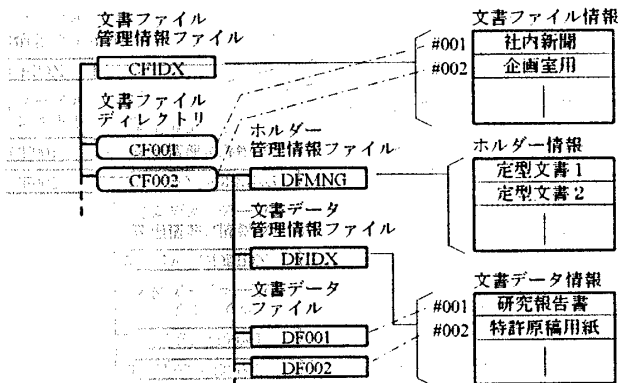 文書ファイル
管理情報ファイル
CFIDX
文書ファイル
ディレクトリ
CF001
CF002
ホルダー
管理情報ファイル
DFMNG
文書データ
管理情報ファイル
DFIDX
文書データ
ファイル
DF001
DF002
文書ファイル情報
#001 社内新聞
#002 企画室用
ホルダー情報
定型文書1
定型文書2
文書データ情報
#001 研究報告書
#002 特許原稿用紙